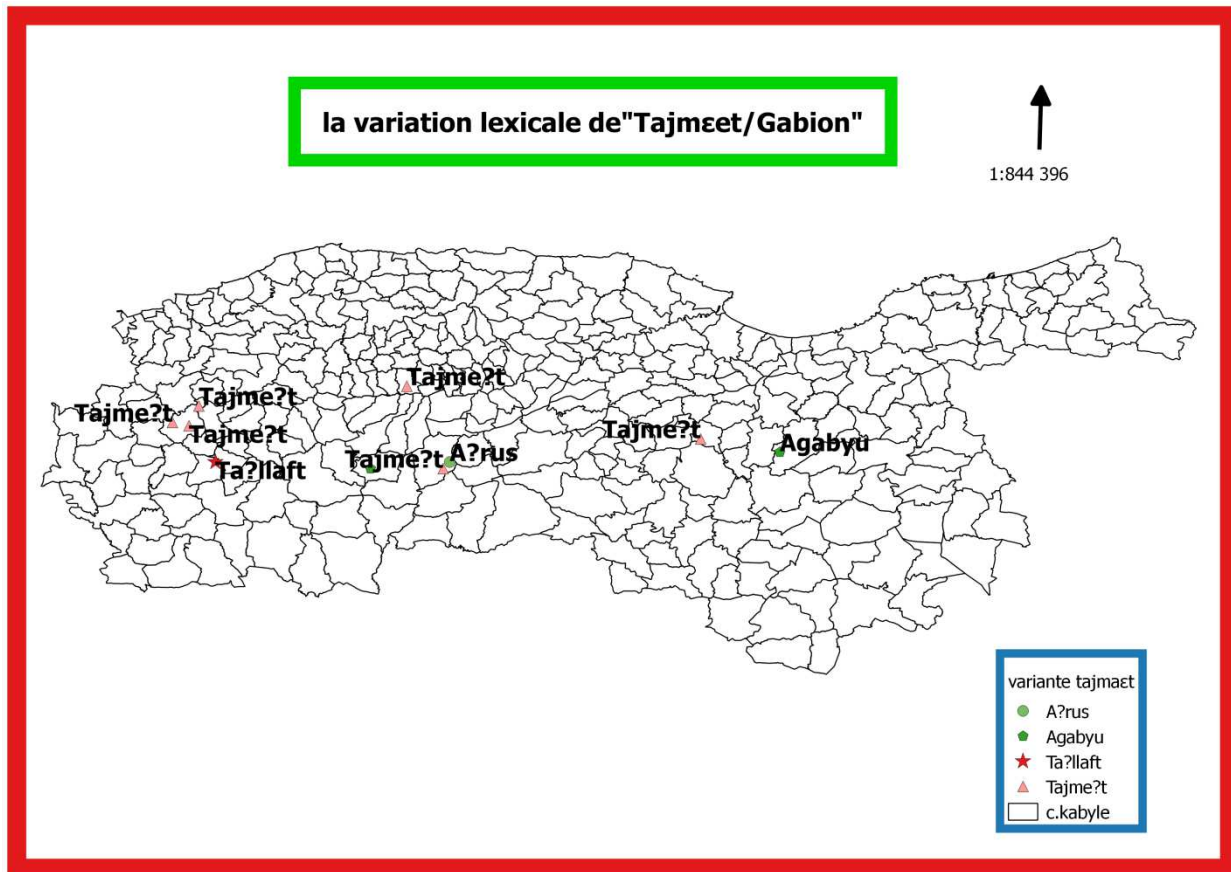 la variation lexicale de"Tajmɛet/Gabion"
1:844 396
Tajme?t
Tajme?t
Tajme?t
Tajme?t
Ta?llaft
Tajme?t
A?rus
Tajme?t
Agabyu
variante tajmaɛt
A?rus
Agabyu
Ta?llaft
Tajme?t
c.kabyle